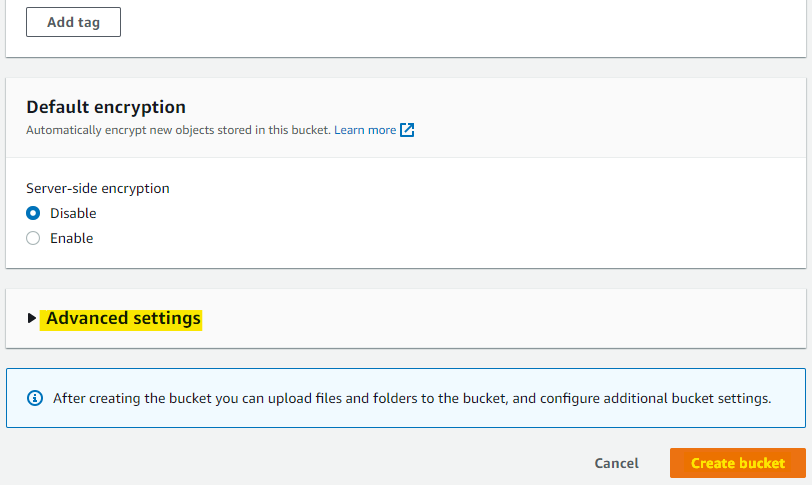 Add tag
Default encryption
Automatically encrypt new objects stored in this bucket. Learn more
Server-side encryption
Disable
Enable
Advanced settings
After creating the bucket you can upload files and folders to the bucket, and configure additional bucket settings.
Cancel
Create bucket